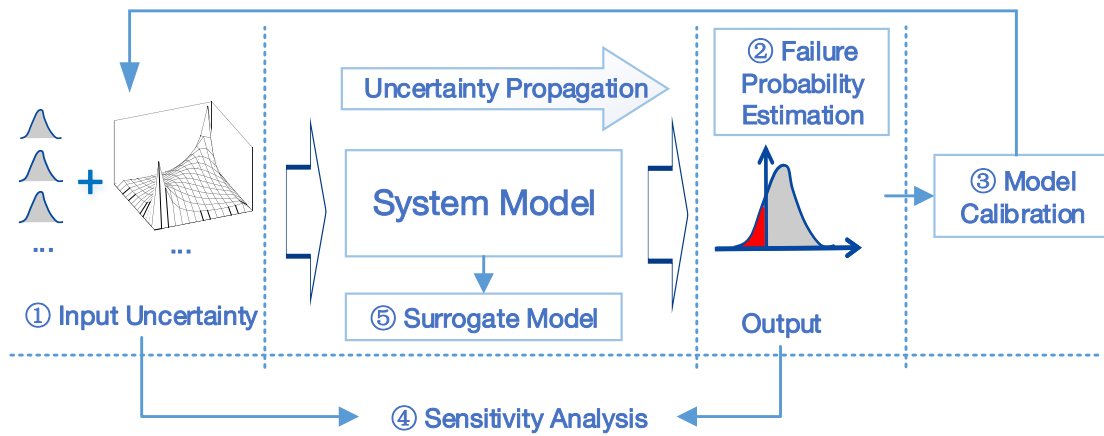 ② Failure
Probability
Estimation
Uncertainty Propagation
+
System Model
③ Model
Calibration
...
...
① Input Uncertainty
⑤ Surrogate Model
Output
④ Sensitivity Analysis